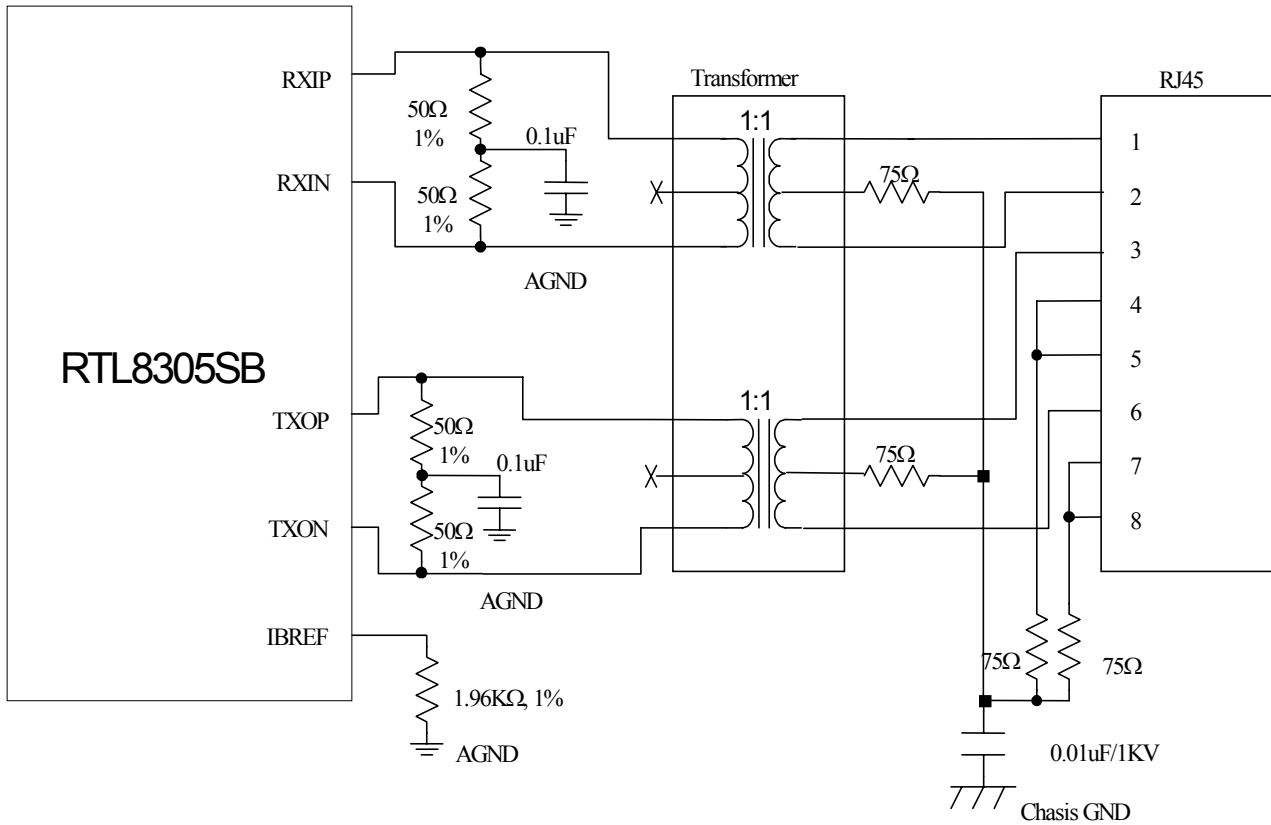 Transformer
RJ45
RXIP
50Ω
1%
0.1uF
1:1
1
RXIN
50Ω
1%
75Ω
2
3
AGND
4
RTL8305SB
5
1:1
6
TXOP
50Ω
1%
0.1uF
75Ω
7
TXON
50Ω
1%
8
AGND
IBREF
75Ω
75Ω
1.96KΩ, 1%
AGND
0.01uF/1KV
Chasis GND